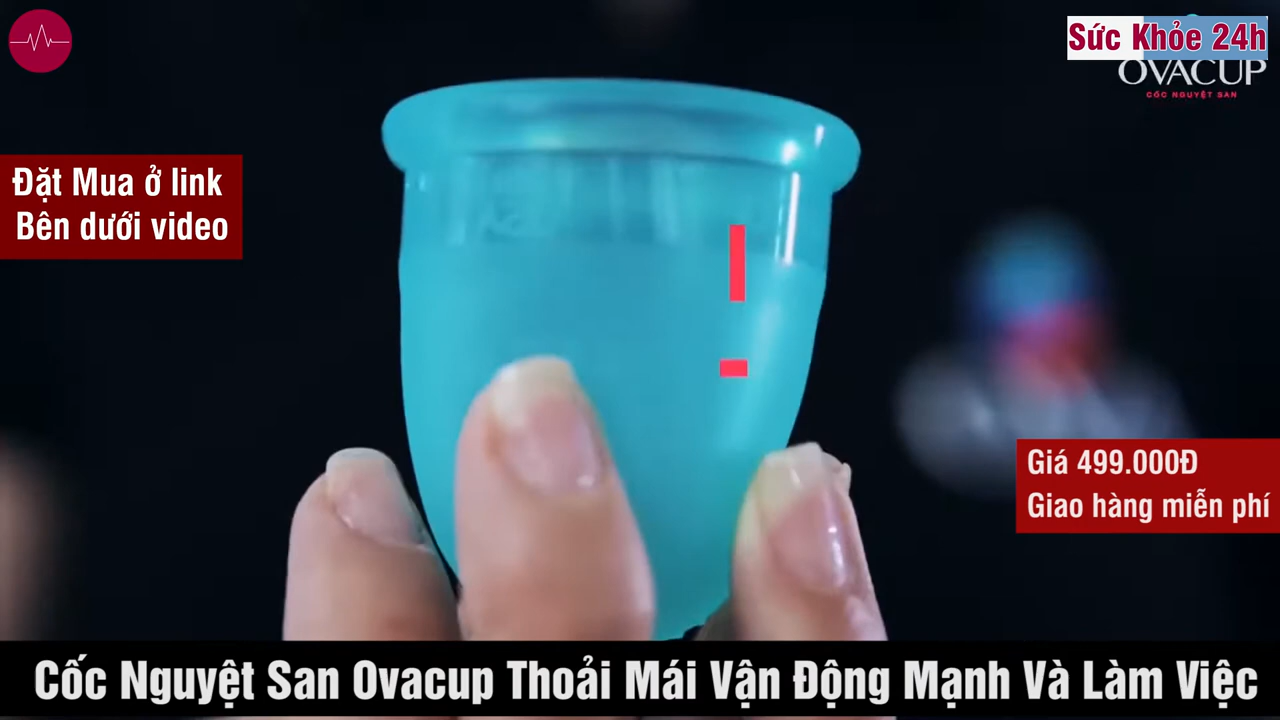 Sức Khỏe 24h
OVACUP
CỐC NGUYỆT SAN
Đặt Mua ở link
Bên dưới video
Giá 499.000Đ
Giao hàng miễn phí
Cốc Nguyệt San Ovacup Thoải Mái Vận Động Mạnh Và Làm Việc